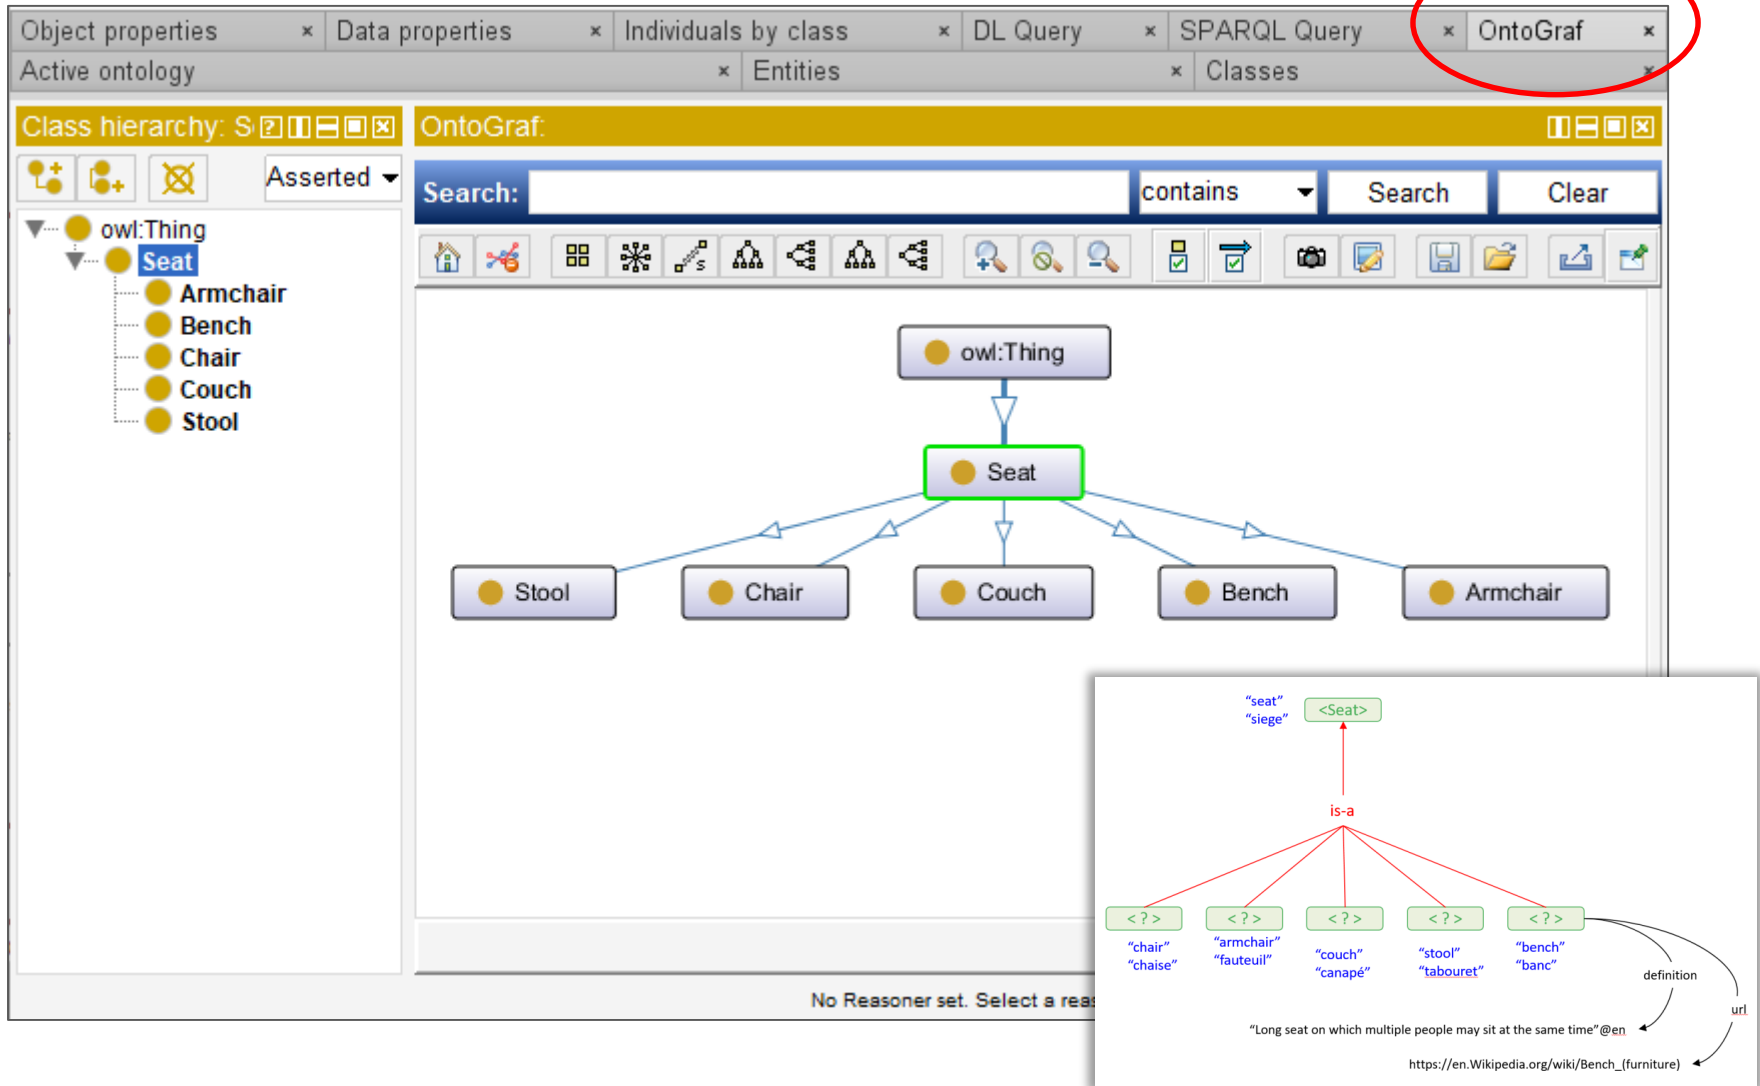 Object properties × Data properties × Individuals by class × DL Query × SPARQL Query × OntoGraf ×
Active ontology × Entities × Classes ×
Class hierarchy: S
Asserted
owl:Thing
Seat
Armchair
Bench
Chair
Couch
Stool
OntoGraf:
Search: contains Search Clear
owl:Thing
Seat
Stool Chair Couch Bench Armchair
No Reasoner set. Select a reas
“seat”
“siege”
<Seat>
is-a
< ? > < ? > < ? > < ? > < ? >
“chair”
“chaise”
“armchair”
“fauteuil”
“couch”
“canapé”
“stool”
“tabouret”
“bench”
“banc”
definition
url
“Long seat on which multiple people may sit at the same time”@en
https://en.Wikipedia.org/wiki/Bench_(furniture)